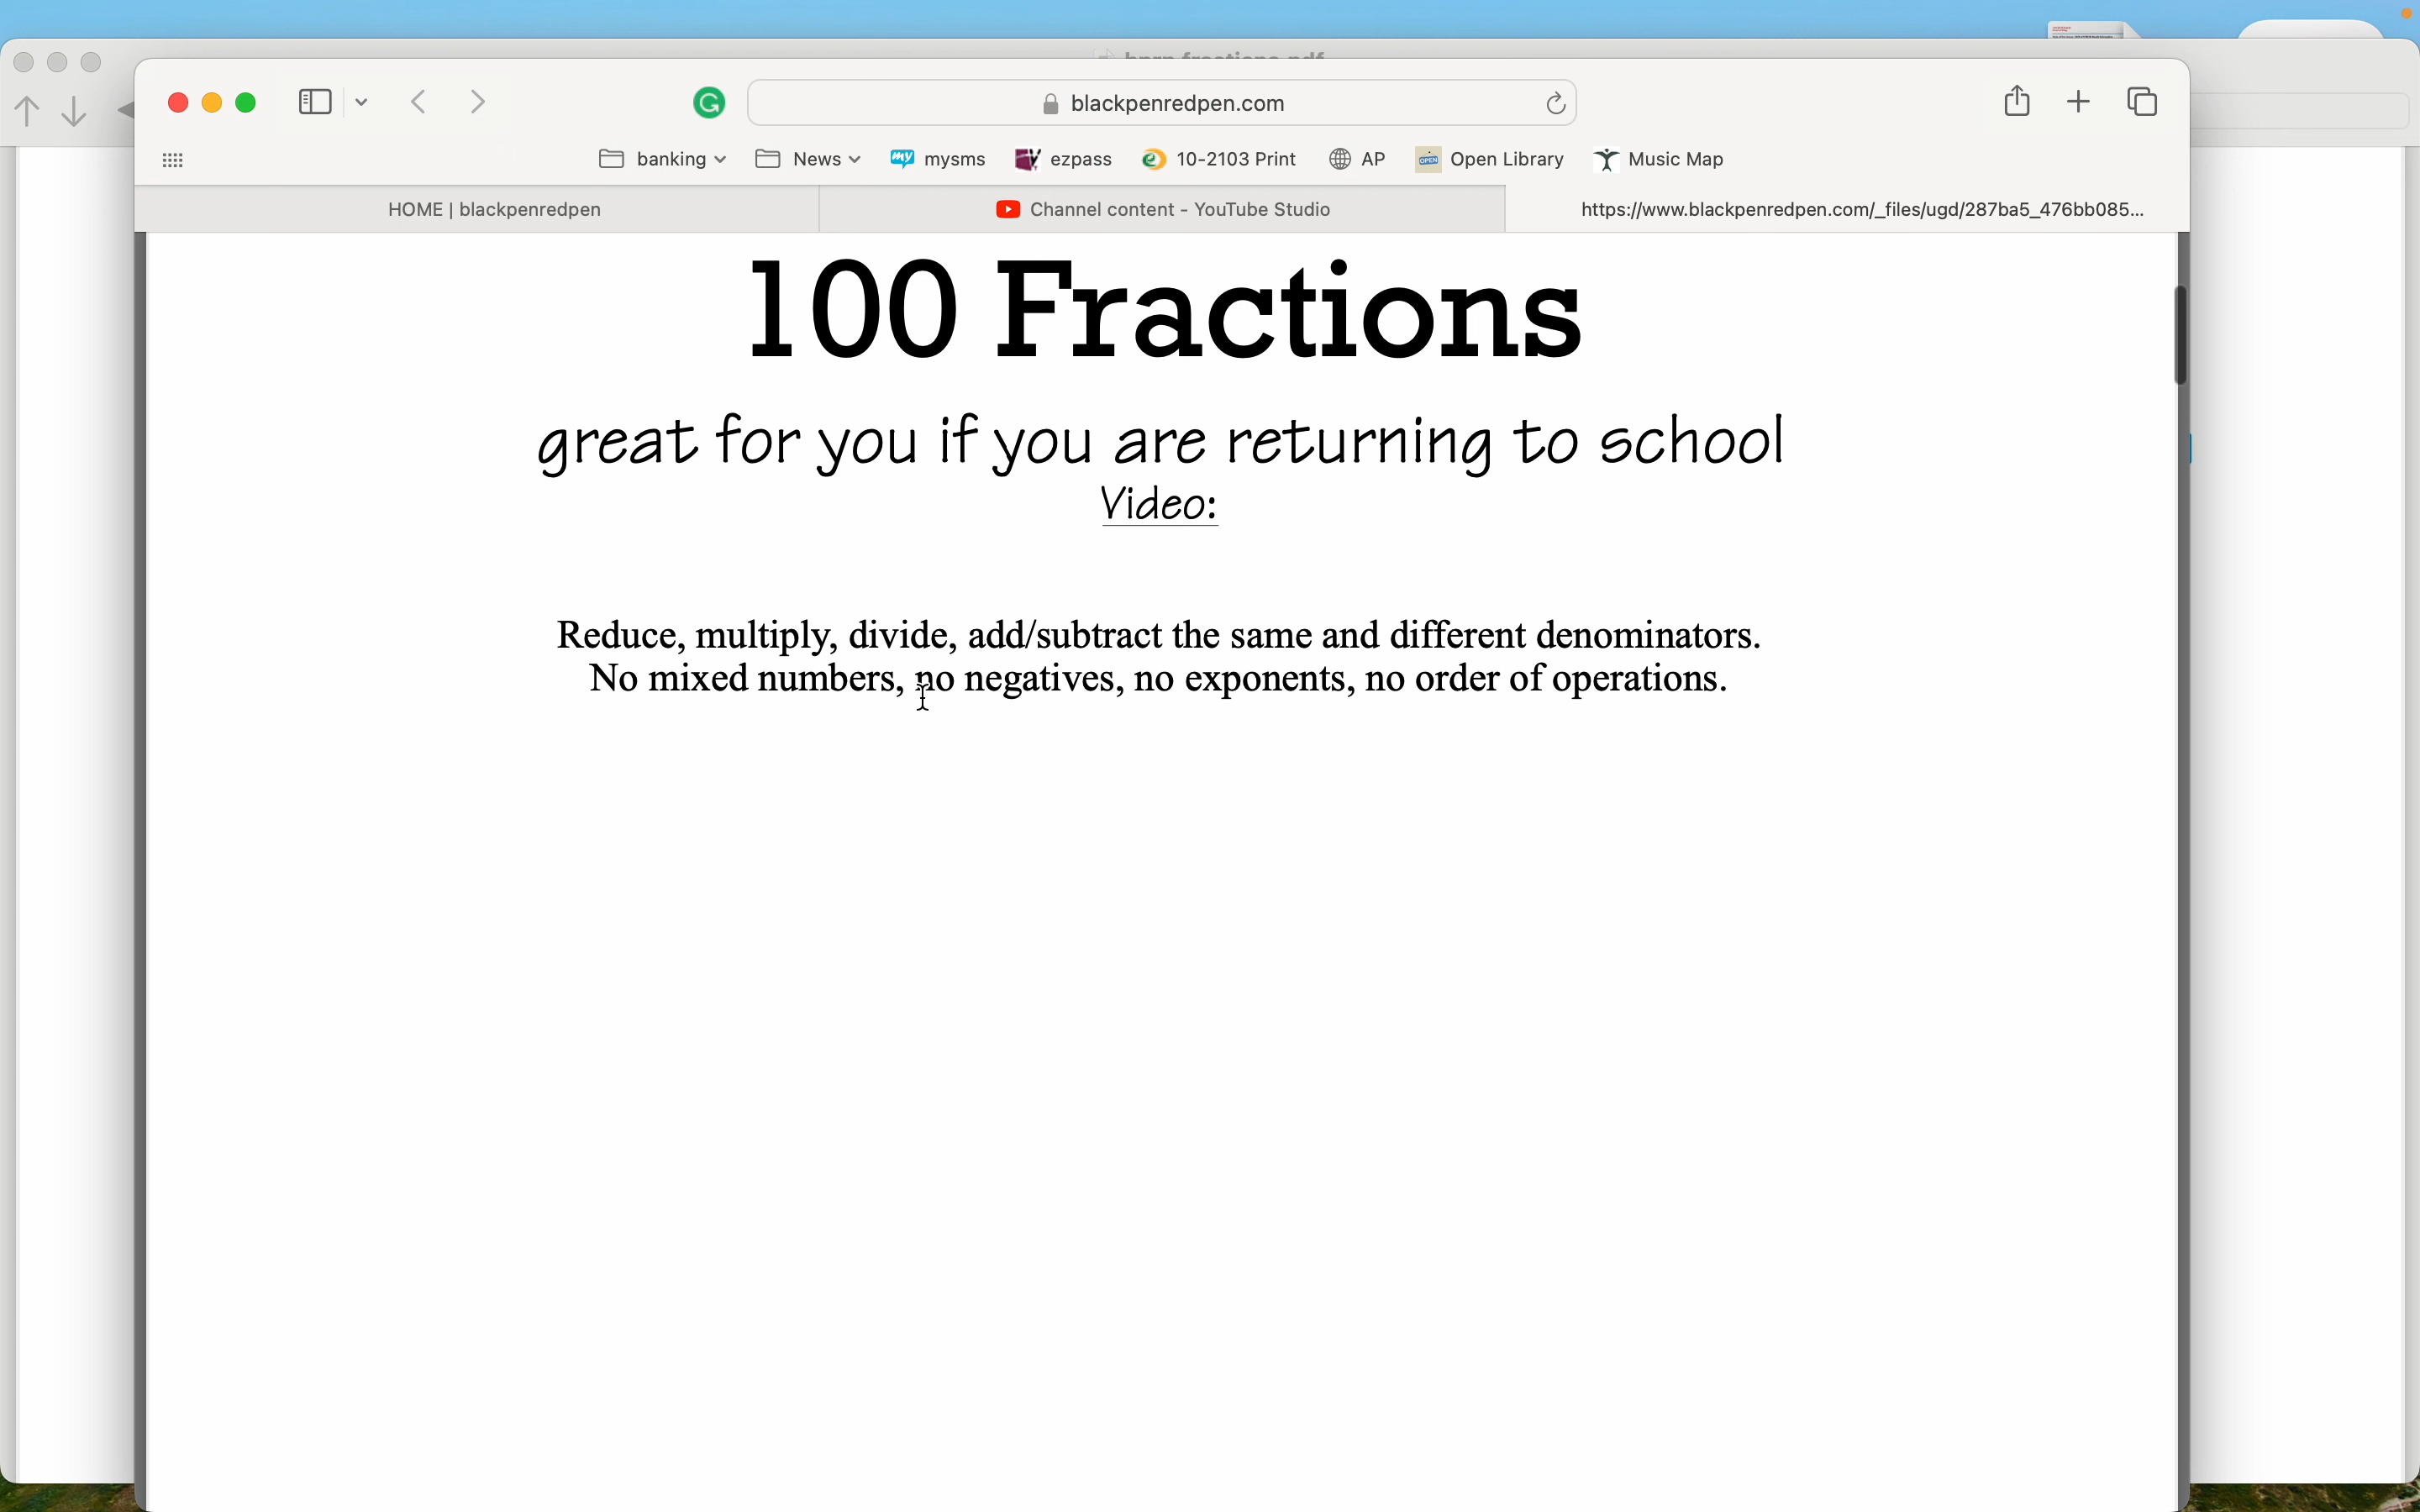 blackpenredpen.com
banking
News
my mysms
ezpass
10-2103 Print
AP
OPEN Open Library
Music Map
HOME | blackpenredpen
Channel content - YouTube Studio
https://www.blackpenredpen.com/_files/ugd/287ba5_476bb085...
100 Fractions
great for you if you are returning to school
Video:
Reduce, multiply, divide, add/subtract the same and different denominators.
No mixed numbers, no negatives, no exponents, no order of operations.